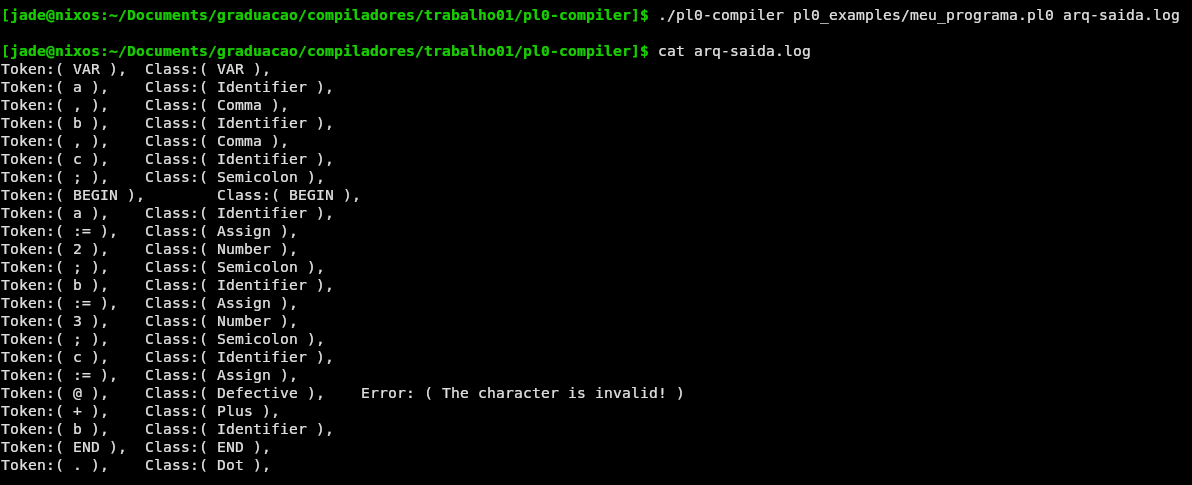 [jade@nixos:~/Documents/graduacao/compiladores/trabalho01/pl0-compiler]$ ./pl0-compiler pl0_examples/meu_programa.pl0 arq-saida.log
[jade@nixos:~/Documents/graduacao/compiladores/trabalho01/pl0-compiler]$ cat arq-saida.log
Token:( VAR ),  Class:( VAR ),
Token:( a ),    Class:( Identifier ),
Token:( , ),    Class:( Comma ),
Token:( b ),    Class:( Identifier ),
Token:( , ),    Class:( Comma ),
Token:( c ),    Class:( Identifier ),
Token:( ; ),    Class:( Semicolon ),
Token:( BEGIN ),        Class:( BEGIN ),
Token:( a ),    Class:( Identifier ),
Token:( := ),   Class:( Assign ),
Token:( 2 ),    Class:( Number ),
Token:( ; ),    Class:( Semicolon ),
Token:( b ),    Class:( Identifier ),
Token:( := ),   Class:( Assign ),
Token:( 3 ),    Class:( Number ),
Token:( ; ),    Class:( Semicolon ),
Token:( c ),    Class:( Identifier ),
Token:( := ),   Class:( Assign ),
Token:( @ ),    Class:( Defective ),    Error: ( The character is invalid! )
Token:( + ),    Class:( Plus ),
Token:( b ),    Class:( Identifier ),
Token:( END ),  Class:( END ),
Token:( . ),    Class:( Dot ),